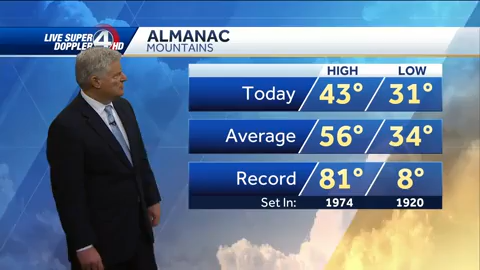 LIVE SUPER
DOPPLER 4 HD
ALMANAC
MOUNTAINS
HIGH LOW
Today 43° 31°
Average 56° 34°
Record 81° 8°
Set In: 1974 1920